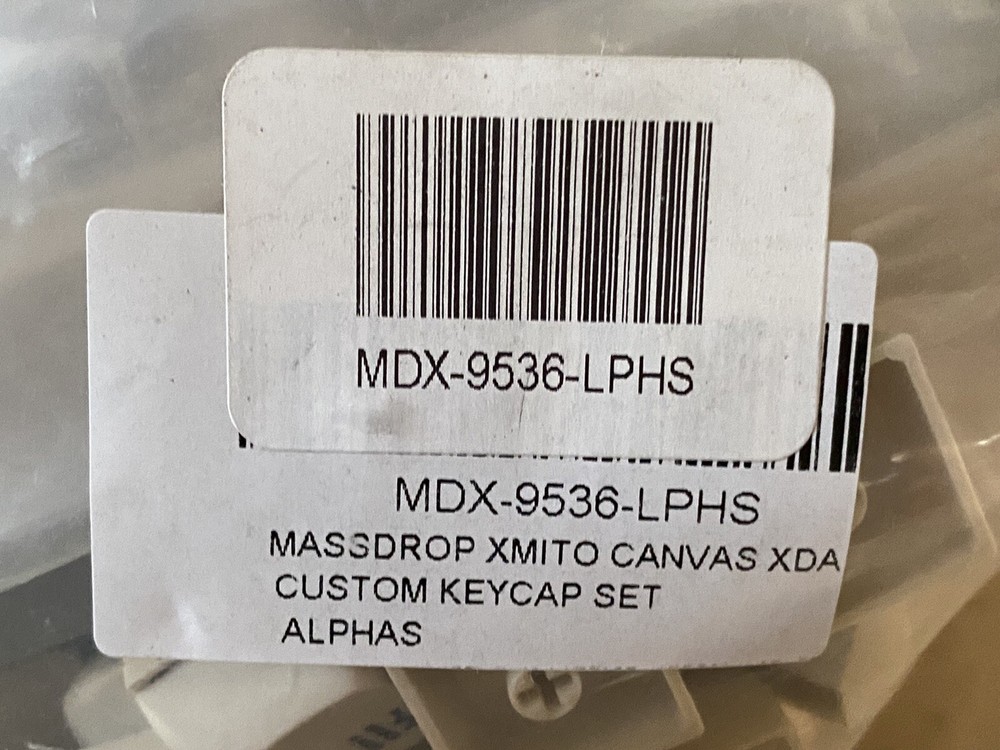 MDX-9536-LPHS
MDX-9536-LPHS
MASSDROP XMITO CANVAS XDA
CUSTOM KEYCAP SET
ALPHAS